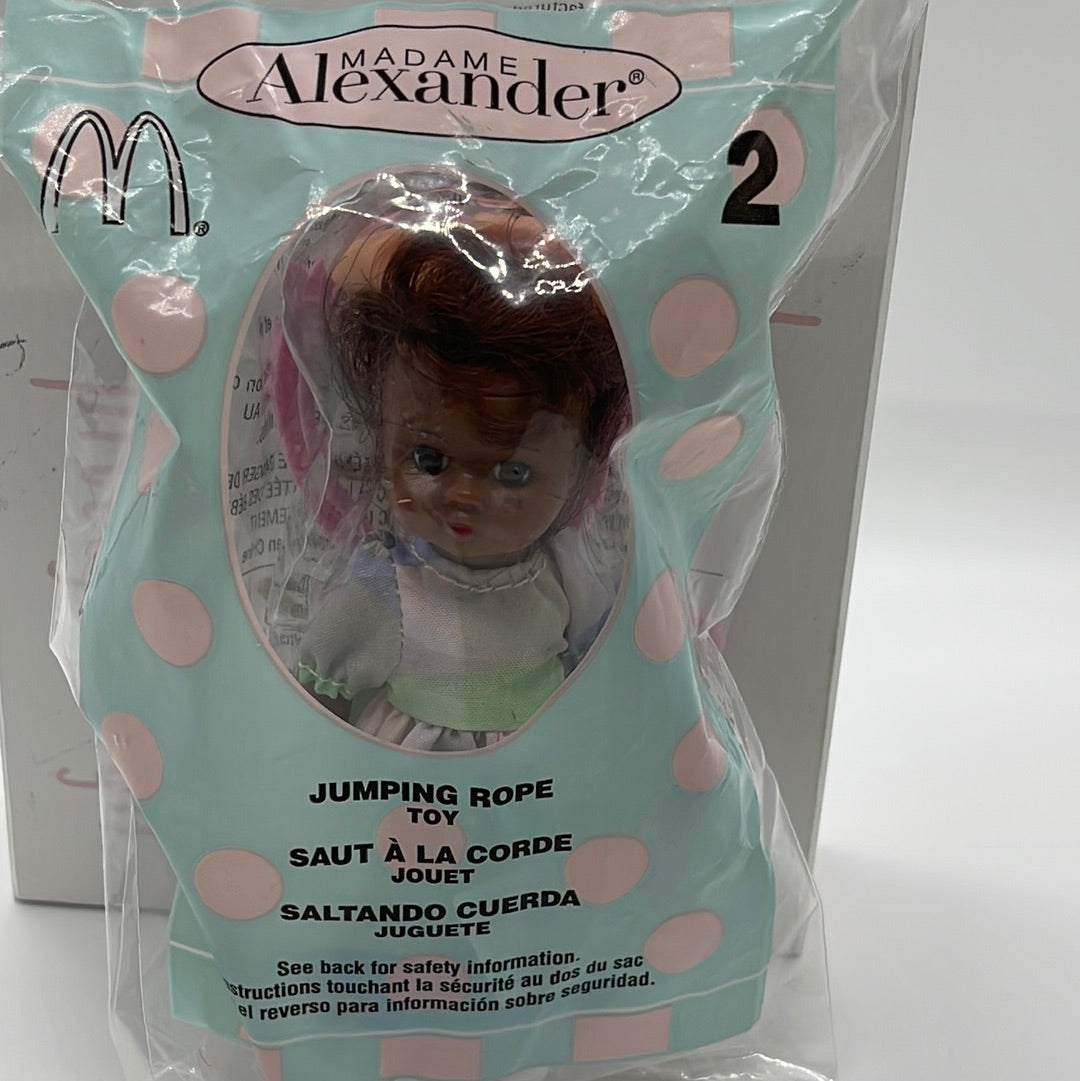 MADAME
Alexander®
M®
2
JUMPING ROPE
TOY
SAUT À LA CORDE
JOUET
SALTANDO CUERDA
JUGUETE
See back for safety information.
structions touchant la sécurité au dos du sac
el reverso para información sobre seguridad.